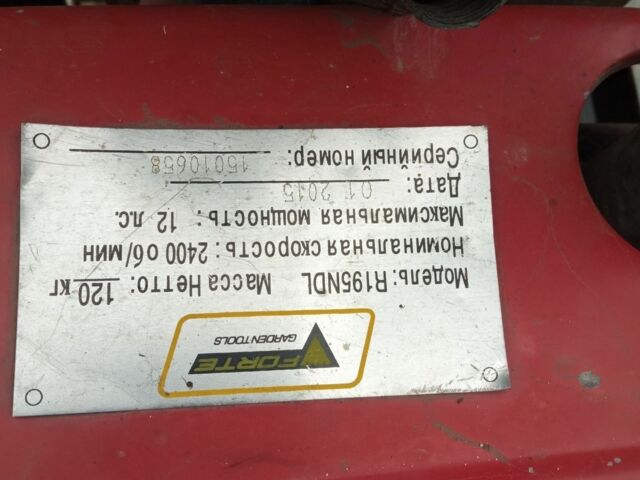 FORTE
GARDEN TOOLS
Модель: R195NDL Масса Нетто: 120 кг
Номинальная скорость: 2400 об/мин
Максимальная мощность: 12 л.с.
Дата: 01 2015
Серийный номер: 15010658